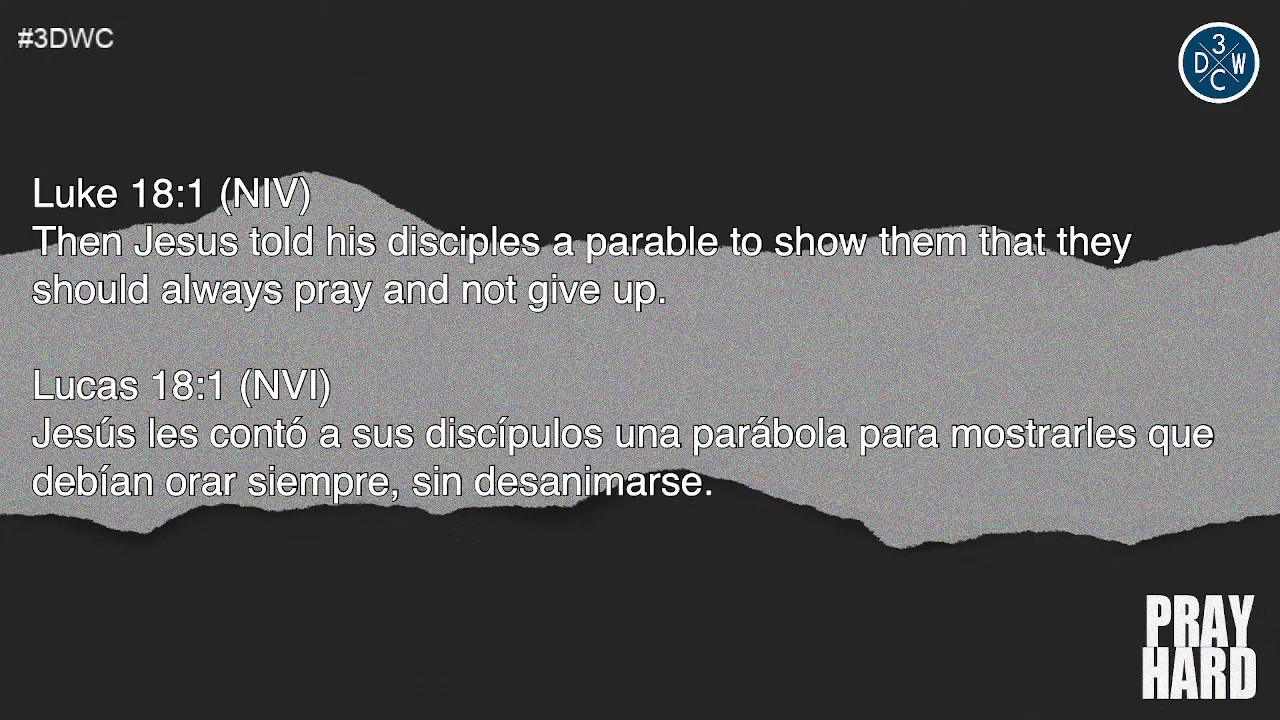 #3DWC
3
D W
C
Luke 18:1 (NIV)
Then Jesus told his disciples a parable to show them that they
should always pray and not give up.
Lucas 18:1 (NVI)
Jesús les contó a sus discípulos una parábola para mostrarles que
debían orar siempre, sin desanimarse.
PRAY
HARD